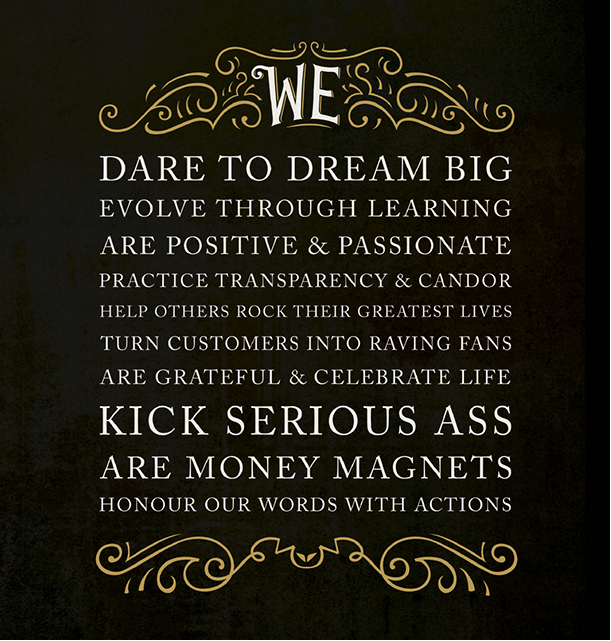 WE
DARE TO DREAM BIG
EVOLVE THROUGH LEARNING
ARE POSITIVE & PASSIONATE
PRACTICE TRANSPARENCY & CANDOR
HELP OTHERS ROCK THEIR GREATEST LIVES
TURN CUSTOMERS INTO RAVING FANS
ARE GRATEFUL & CELEBRATE LIFE
KICK SERIOUS ASS
ARE MONEY MAGNETS
HONOUR OUR WORDS WITH ACTIONS